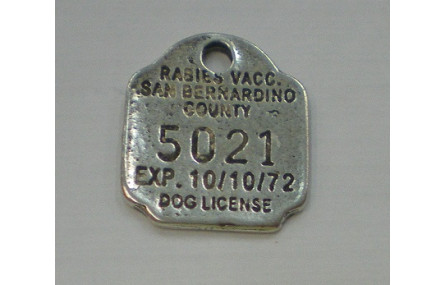 RABIES VACC.
SAN BERNARDINO
COUNTY
5021
EXP. 10/10/72
DOG LICENSE